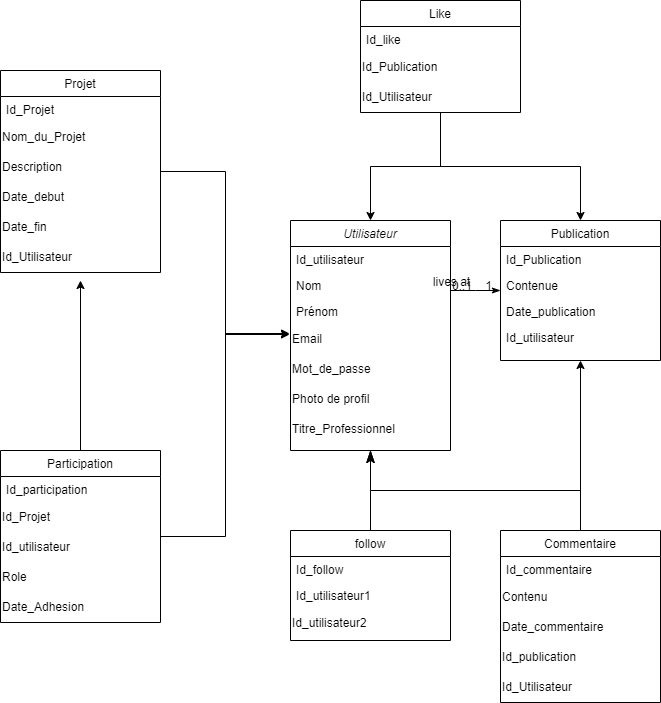 Like
Id_like
Id_Publication
Id_Utilisateur
Projet
Id_Projet
Nom_du_Projet
Description
Date_debut
Date_fin
Id_Utilisateur
Utilisateur
Id_utilisateur
Nom
Prénom
Email
Mot_de_passe
Photo de profil
Titre_Professionnel
lives at
0..1
1
Publication
Id_Publication
Contenue
Date_publication
Id_utilisateur
Participation
Id_participation
Id_Projet
Id_utilisateur
Role
Date_Adhesion
follow
Id_follow
Id_utilisateur1
Id_utilisateur2
Commentaire
Id_commentaire
Contenu
Date_commentaire
Id_publication
Id_Utilisateur